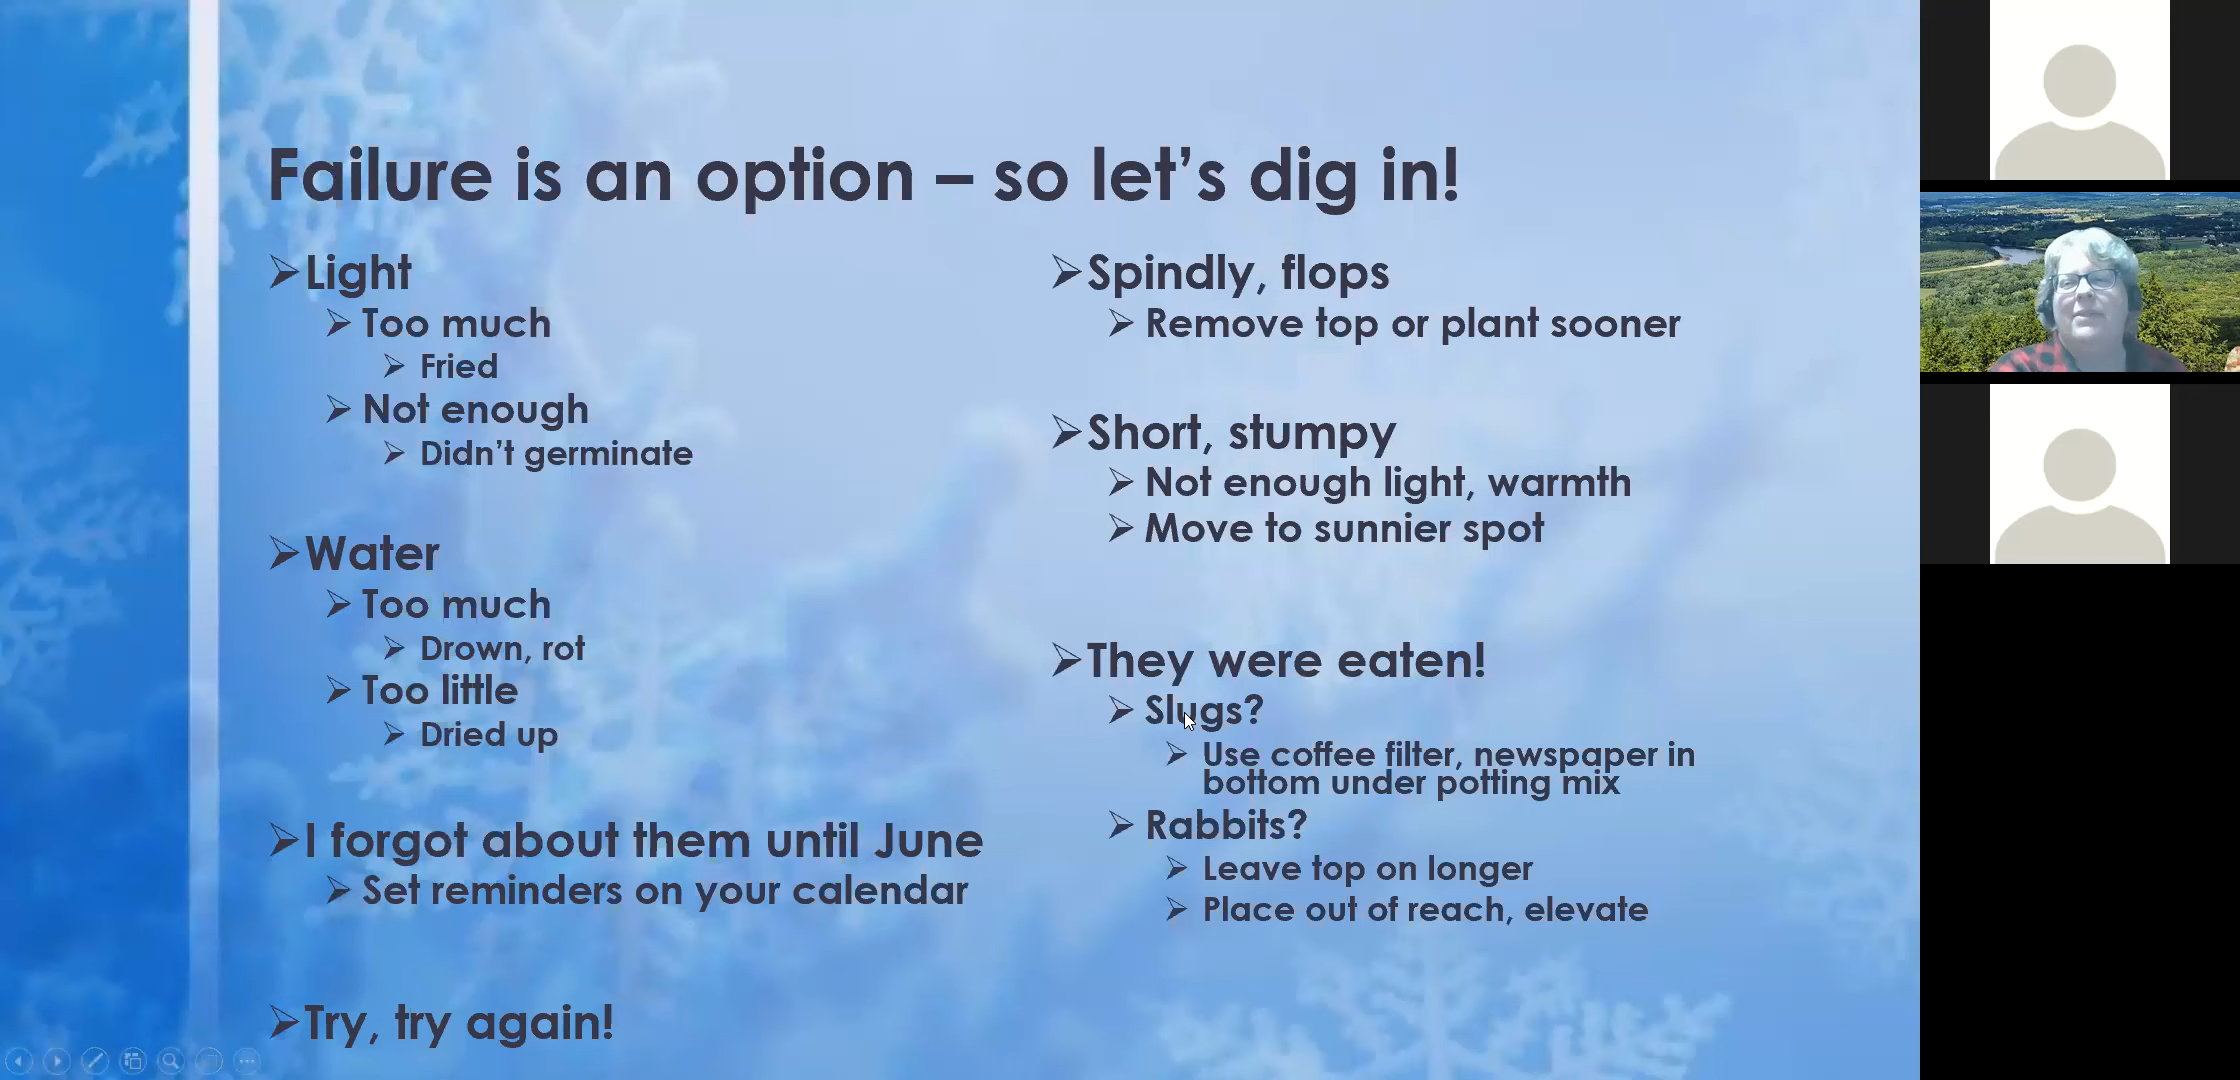 Failure is an option – so let’s dig in!
➢Light
➢ Too much
➢ Fried
➢ Not enough
➢ Didn’t germinate
➢Water
➢ Too much
➢ Drown, rot
➢ Too little
➢ Dried up
➢I forgot about them until June
➢ Set reminders on your calendar
➢Try, try again!
➢Spindly, flops
➢ Remove top or plant sooner
➢Short, stumpy
➢ Not enough light, warmth
➢ Move to sunnier spot
➢They were eaten!
➢ Slugs?
➢ Use coffee filter, newspaper in
bottom under potting mix
➢ Rabbits?
➢ Leave top on longer
➢ Place out of reach, elevate